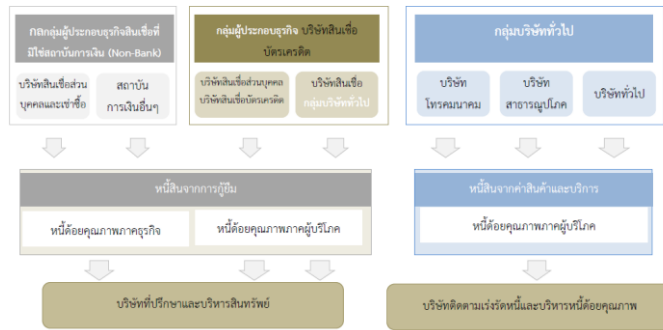 กลุ่มผู้ประกอบธุรกิจสินเชื่อที่
มิใช่สถาบันการเงิน (Non-Bank)
บริษัทสินเชื่อส่วน
บุคคลและเช่าซื้อ
สถาบัน
การเงินอื่นๆ
กลุ่มผู้ประกอบธุรกิจ บริษัทสินเชื่อ
บัตรเครดิต
บริษัทสินเชื่อส่วนบุคคล
บริษัทสินเชื่อบัตรเครดิต
บริษัทสินเชื่อ
กลุ่มบริษัททั่วไป
กลุ่มบริษัททั่วไป
บริษัท
โทรคมนาคม
บริษัท
สาธารณูปโภค
บริษัททั่วไป
หนี้สินจากการกู้ยืม
หนี้ด้อยคุณภาพภาคธุรกิจ
หนี้ด้อยคุณภาพภาคผู้บริโภค
หนี้สินจากค่าสินค้าและบริการ
หนี้ด้อยคุณภาพภาคผู้บริโภค
บริษัทที่ปรึกษาและบริหารสินทรัพย์
บริษัทติดตามเร่งรัดหนี้และบริหารหนี้ด้อยคุณภาพ